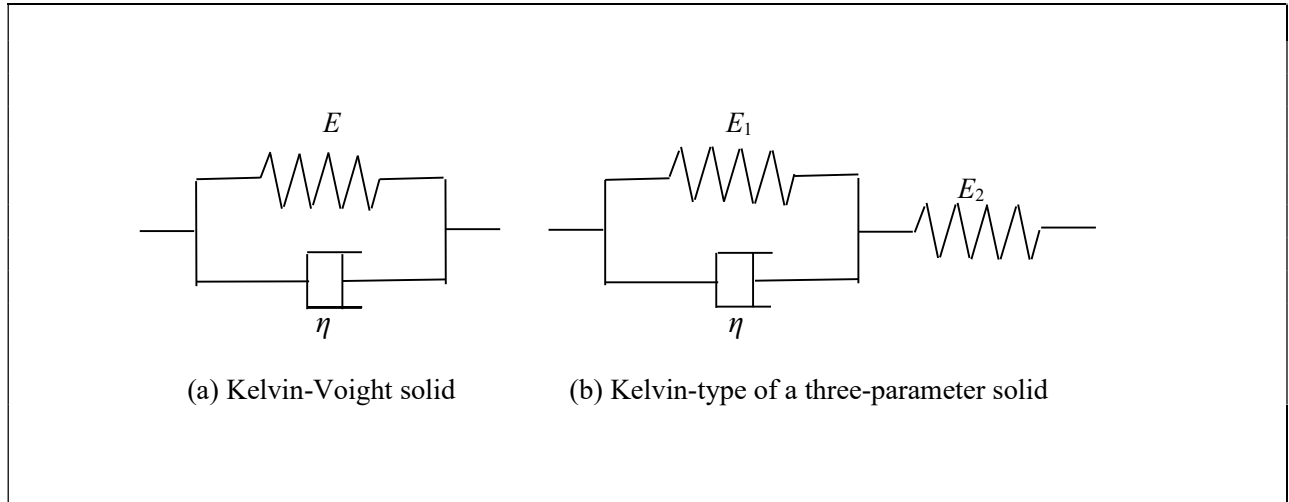 E
E₁
E₂
η
η
(a) Kelvin-Voight solid
(b) Kelvin-type of a three-parameter solid